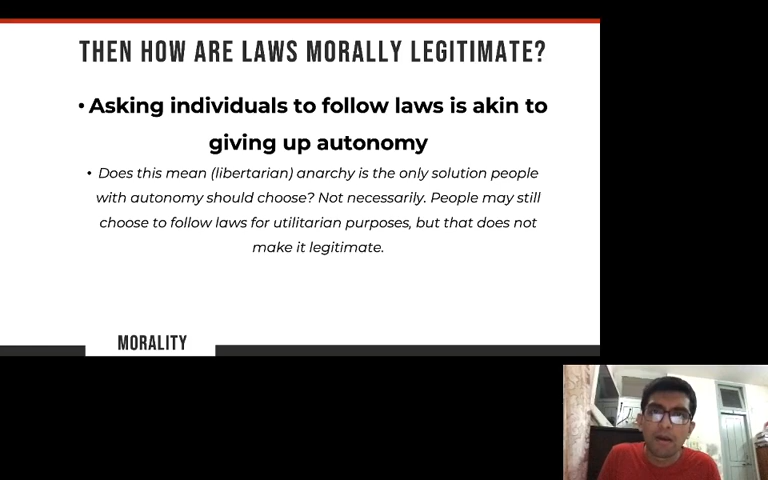 THEN HOW ARE LAWS MORALLY LEGITIMATE?
• Asking individuals to follow laws is akin to
giving up autonomy
• Does this mean (libertarian) anarchy is the only solution people
with autonomy should choose? Not necessarily. People may still
choose to follow laws for utilitarian purposes, but that does not
make it legitimate.
MORALITY